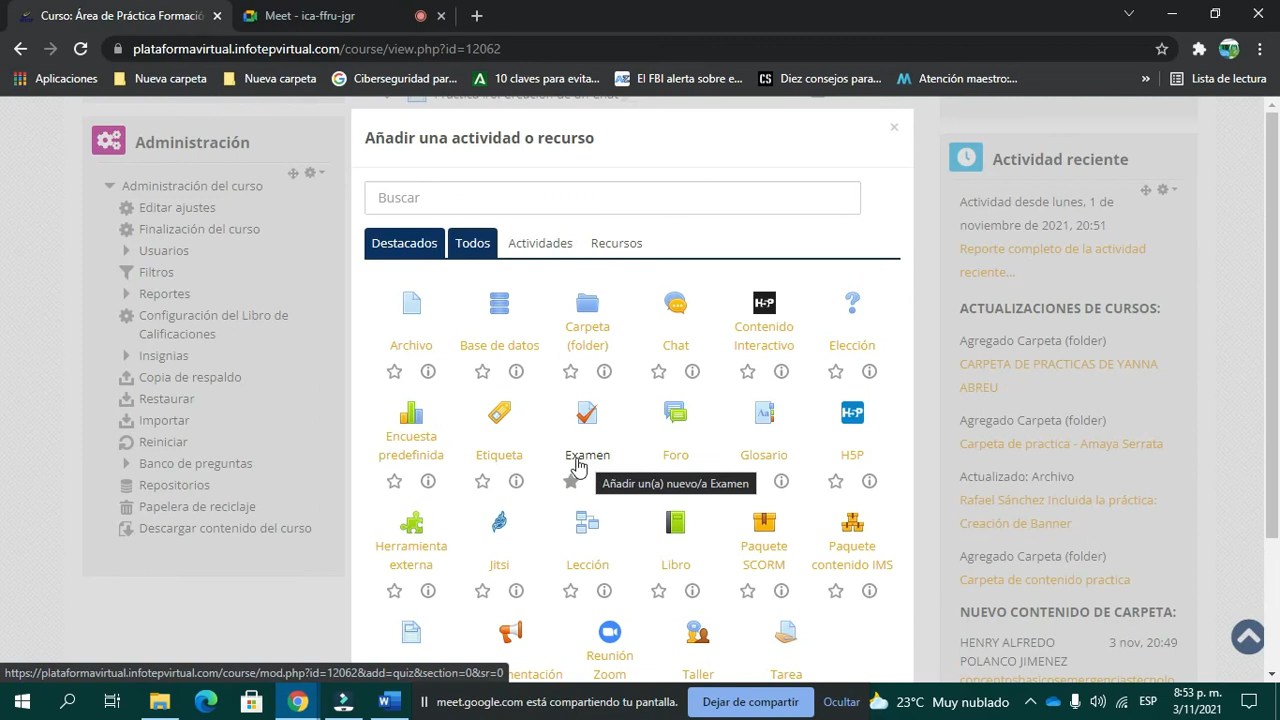 Curso: Área de Práctica Formació
Meet - ica-ffru-jgr
plataformavirtual.infotepvirtual.com/course/view.php?id=12062
Aplicaciones
Nueva carpeta
Nueva carpeta
Ciberseguridad par...
10 claves para evita...
El FBI alerta sobre e...
Diez consejos para...
Atención maestro:...
»
Lista de lectura
Administración
Administración del curso
Editar ajustes
Finalización del curso
Usuarios
Filtros
Reportes
Configuración del Libro de
Calificaciones
Insignias
Copia de respaldo
Restaurar
Importar
Reiniciar
Banco de preguntas
Repositorios
Papelera de reciclaje
Descargar contenido del curso
Añadir una actividad o recurso
×
Buscar
Destacados
Todos
Actividades
Recursos
Archivo
Base de datos
Carpeta
(folder)
Chat
H5P
Contenido
Interactivo
Elección
Encuesta
predefinida
Etiqueta
Examen
Foro
Glosario
H5P
H5P
Añadir un(a) nuevo/a Examen
Herramienta
externa
Jitsi
Lección
Libro
Paquete
SCORM
Paquete
contenido IMS
Reunión
Zoom
Taller
Tarea
Actividad reciente
Actividad desde lunes, 1 de
noviembre de 2021, 20:51
Reporte completo de la actividad
reciente...
ACTUALIZACIONES DE CURSOS:
Agregado Carpeta (folder)
CARPETA DE PRACTICAS DE YANNA
ABREU
Agregado Carpeta (folder)
Carpeta de practica - Amaya Serrata
Actualizado: Archivo
Rafael Sánchez Incluida la práctica:
Creación de Banner
Agregado Carpeta (folder)
Carpeta de contenido practica
NUEVO CONTENIDO DE CARPETA:
HENRY ALFREDO
POLANCO JIMENEZ
3 nov, 20:49
https://plataformavirtual.infotepvirtual.com/course/mod.php?id=12062&add=quiz&section=0&sr=0
meet.google.com está compartiendo tu pantalla.
Dejar de compartir
Ocultar
23°C Muy nublado
ESP
8:53 p. m.
3/11/2021